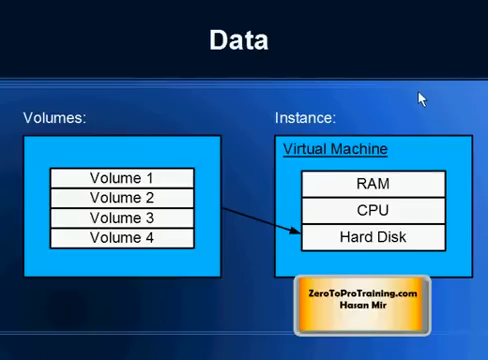 Data
Volumes:
Volume 1
Volume 2
Volume 3
Volume 4
Instance:
Virtual Machine
RAM
CPU
Hard Disk
ZeroToProTraining.com
Hasan Mir